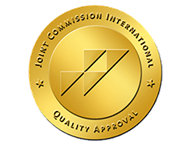 JOINT COMMISSION INTERNATIONAL
QUALITY APPROVAL